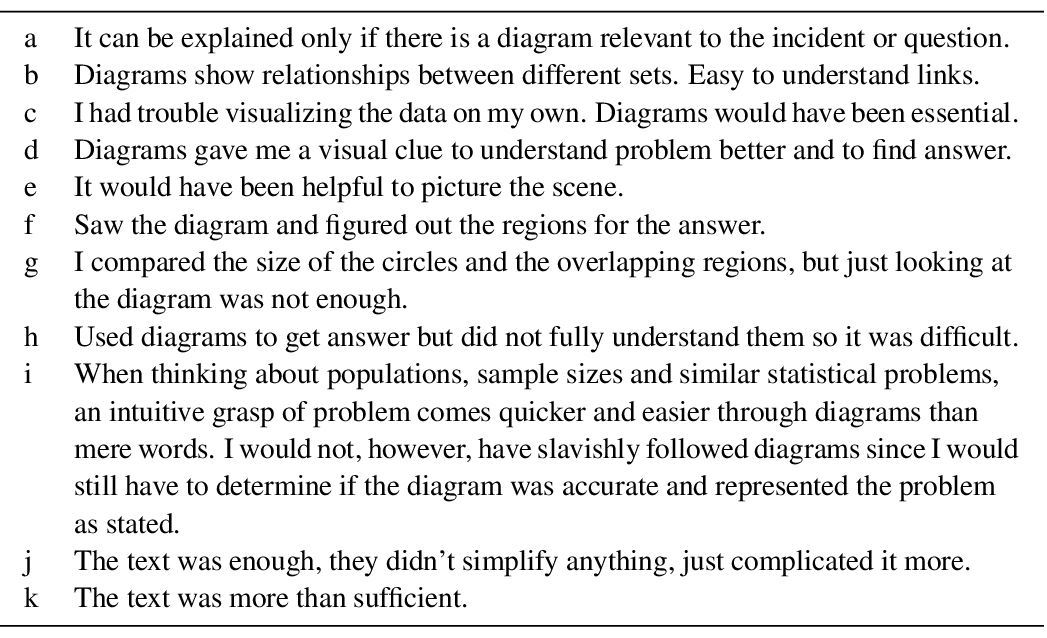 a It can be explained only if there is a diagram relevant to the incident or question.
b Diagrams show relationships between different sets. Easy to understand links.
c I had trouble visualizing the data on my own. Diagrams would have been essential.
d Diagrams gave me a visual clue to understand problem better and to find answer.
e It would have been helpful to picture the scene.
f Saw the diagram and figured out the regions for the answer.
g I compared the size of the circles and the overlapping regions, but just looking at
the diagram was not enough.
h Used diagrams to get answer but did not fully understand them so it was difficult.
i When thinking about populations, sample sizes and similar statistical problems,
an intuitive grasp of problem comes quicker and easier through diagrams than
mere words. I would not, however, have slavishly followed diagrams since I would
still have to determine if the diagram was accurate and represented the problem
as stated.
j The text was enough, they didn't simplify anything, just complicated it more.
k The text was more than sufficient.